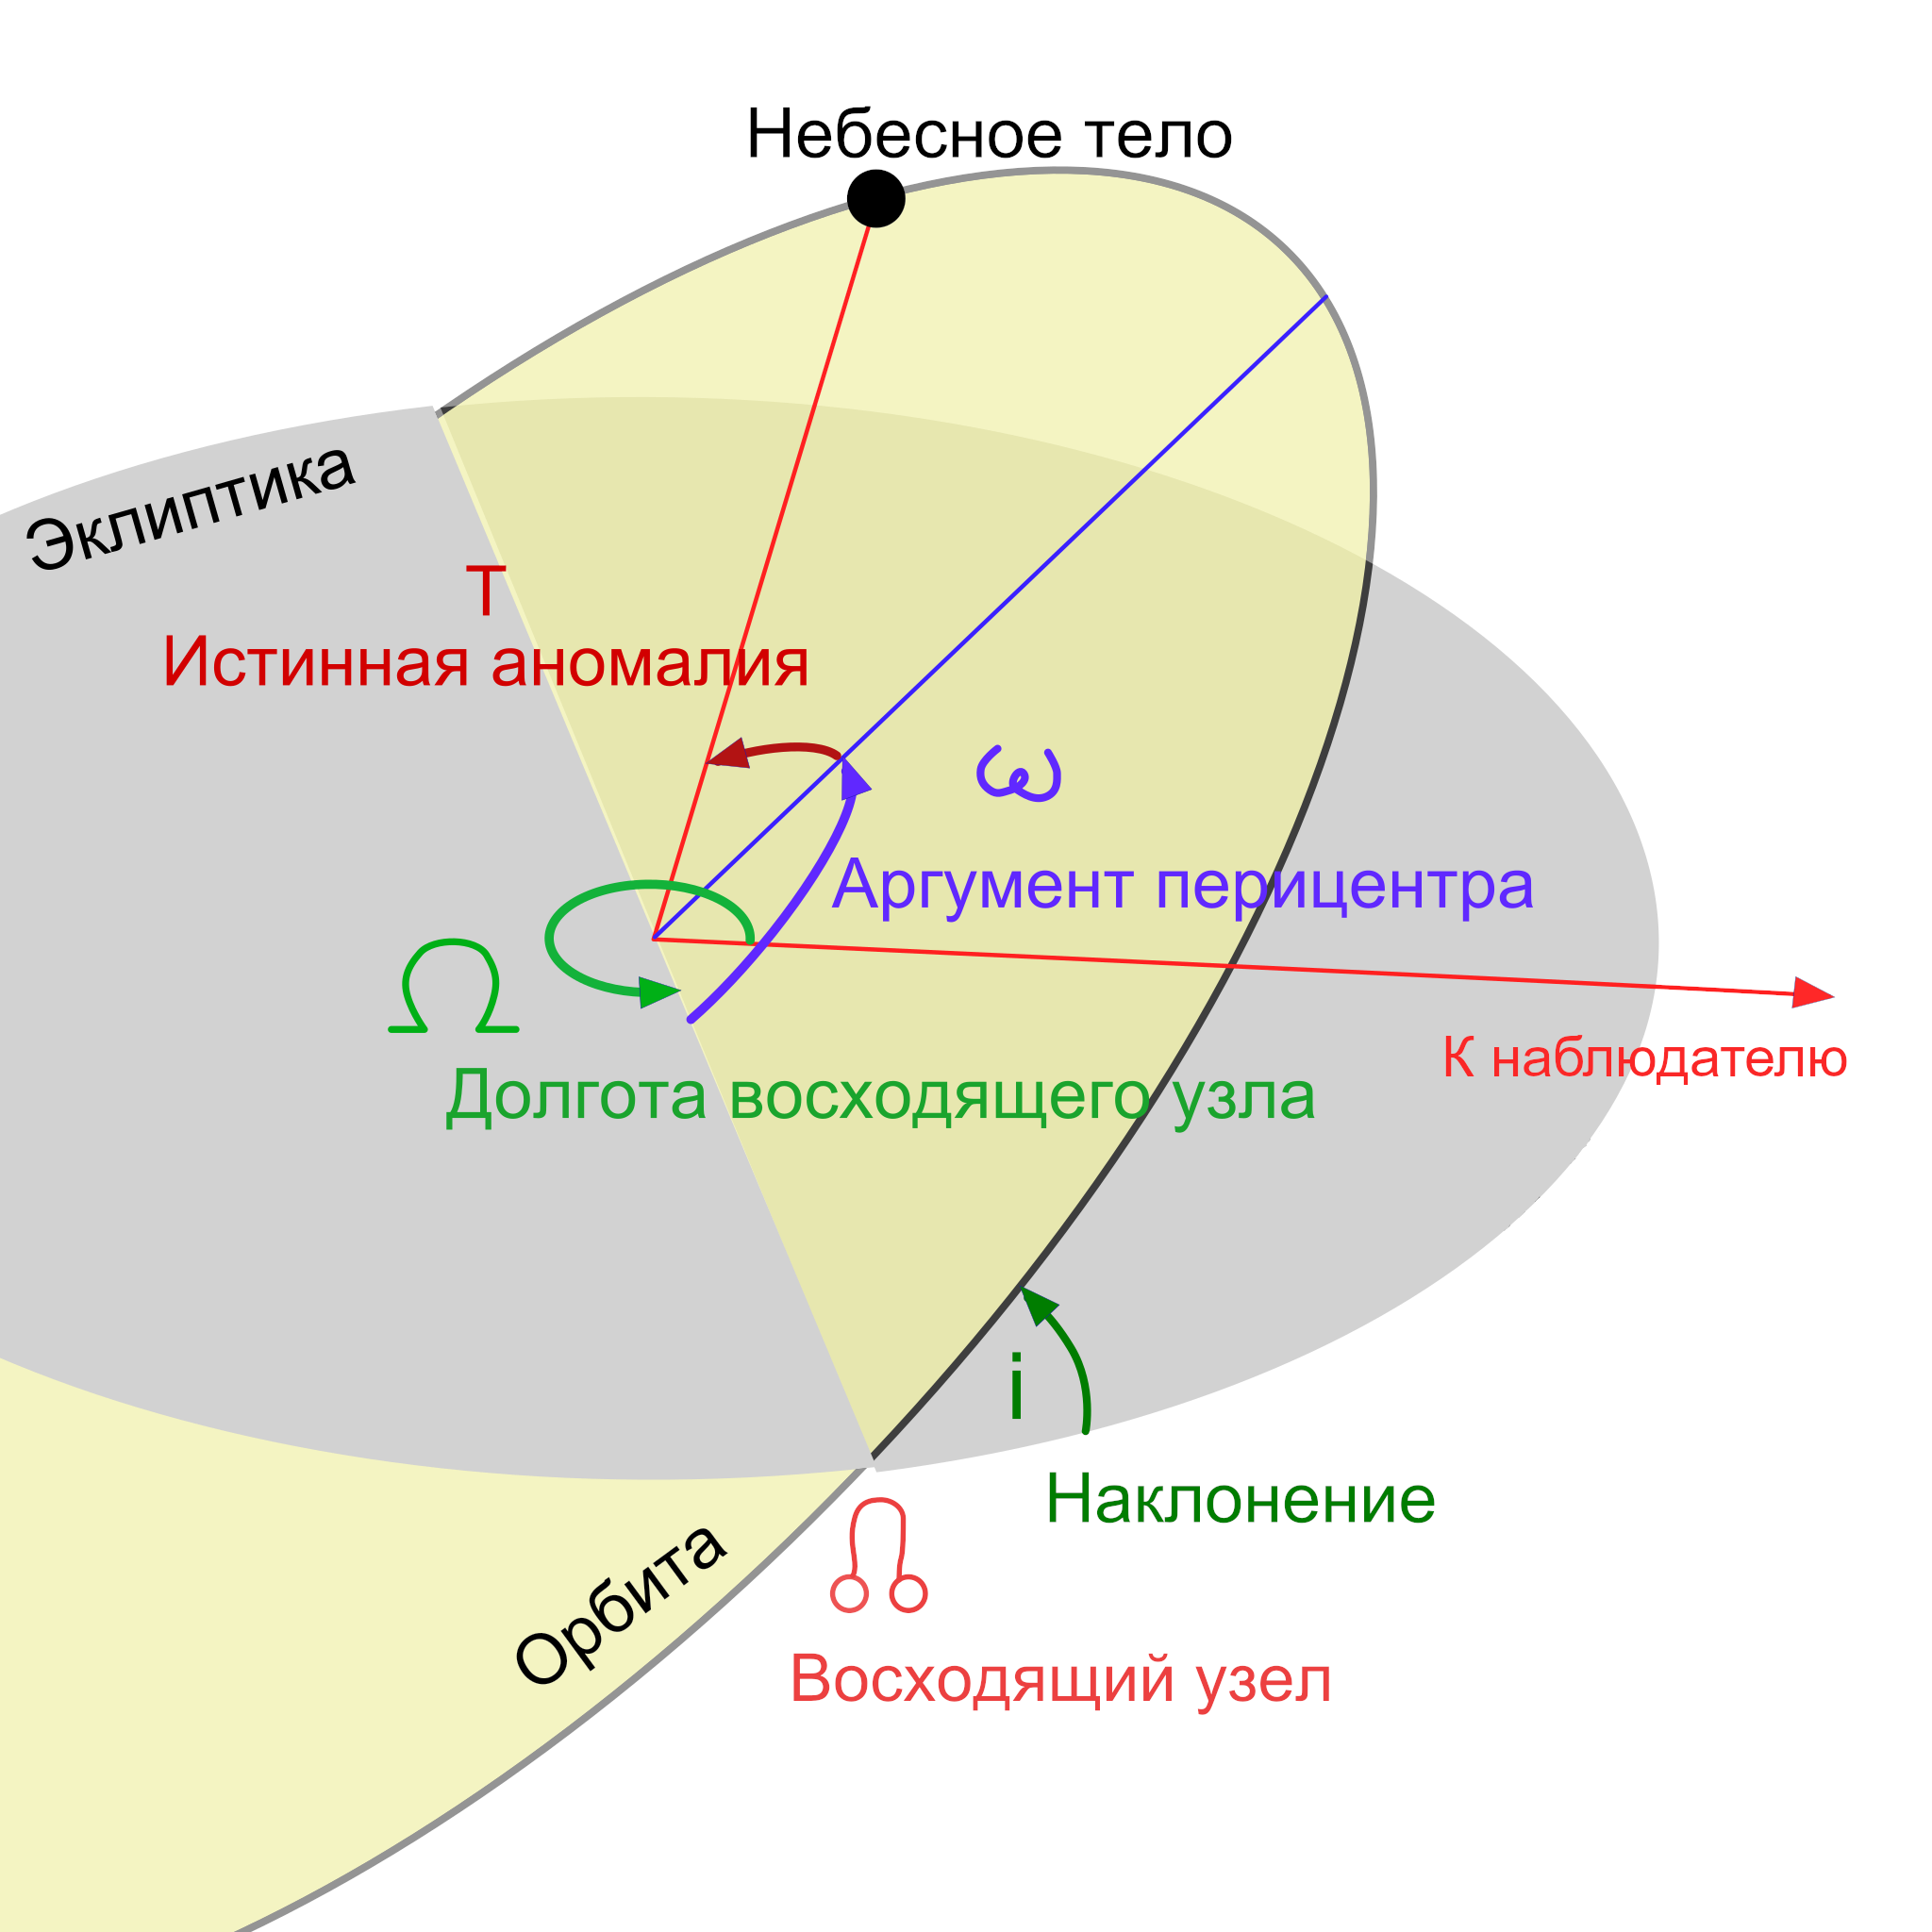 Небесное тело
Эклиптика
T
Истинная аномалия
ω
Аргумент перицентра
Ω
К наблюдателю
Долгота восходящего узла
i
Наклонение
Орбита
☊
Восходящий узел